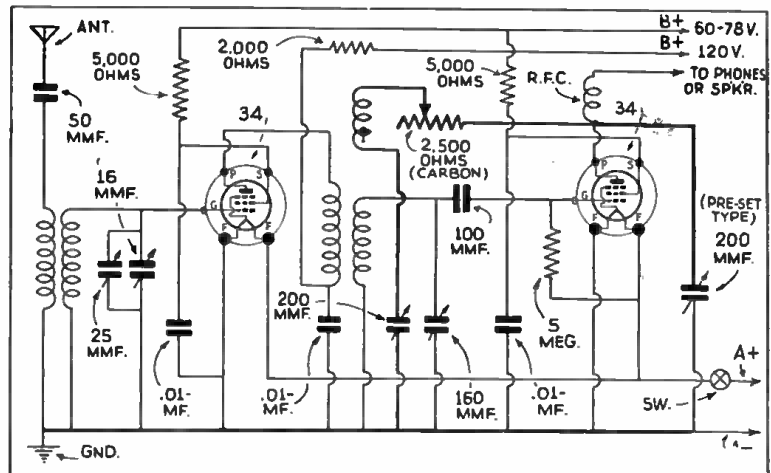 ANT.
5,000
OHMS
2,000
OHMS
B+
60-78 V.
B+
120 V.
5,000
OHMS
R.F.C.
TO PHONES
OR SPKR.
50
MMF.
34
34
16
MMF.
P
S
G
F
F
2,500
OHMS
(CARBON)
P
S
G
F
F
(PRE-SET
TYPE)
200
MMF.
100
MMF.
25
MMF.
200
MMF.
5
MEG.
.01-
MF.
.01-
MF.
160
MMF.
.01-
MF.
SW.
A+
GND.